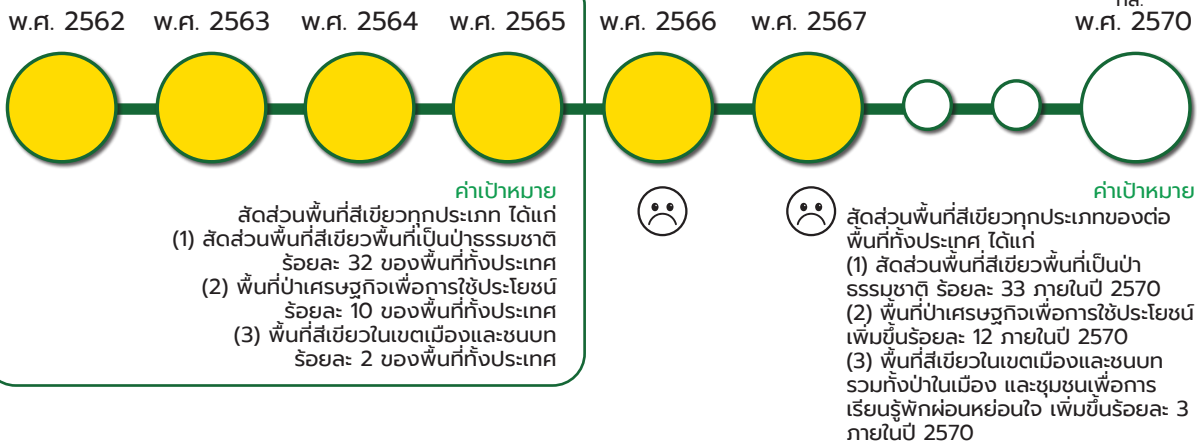 กส.
พ.ศ. 2562 พ.ศ. 2563 พ.ศ. 2564 พ.ศ. 2565 พ.ศ. 2566 พ.ศ. 2567 พ.ศ. 2570
ค่าเป้าหมาย
สัดส่วนพื้นที่สีเขียวทุกประเภท ได้แก่
(1) สัดส่วนพื้นที่สีเขียวพื้นที่เป็นป่าธรรมชาติ
ร้อยละ 32 ของพื้นที่ทั้งประเทศ
(2) พื้นที่ป่าเศรษฐกิจเพื่อการใช้ประโยชน์
ร้อยละ 10 ของพื้นที่ทั้งประเทศ
(3) พื้นที่สีเขียวในเขตเมืองและชนบท
ร้อยละ 2 ของพื้นที่ทั้งประเทศ
ค่าเป้าหมาย
สัดส่วนพื้นที่สีเขียวทุกประเภทของต่อ
พื้นที่ทั้งประเทศ ได้แก่
(1) สัดส่วนพื้นที่สีเขียวพื้นที่เป็นป่า
ธรรมชาติ ร้อยละ 33 ภายในปี 2570
(2) พื้นที่ป่าเศรษฐกิจเพื่อการใช้ประโยชน์
เพิ่มขึ้นร้อยละ 12 ภายในปี 2570
(3) พื้นที่สีเขียวในเขตเมืองและชนบท
รวมทั้งป่าในเมือง และชุมชนเพื่อการ
เรียนรู้พักผ่อนหย่อนใจ เพิ่มขึ้นร้อยละ 3
ภายในปี 2570